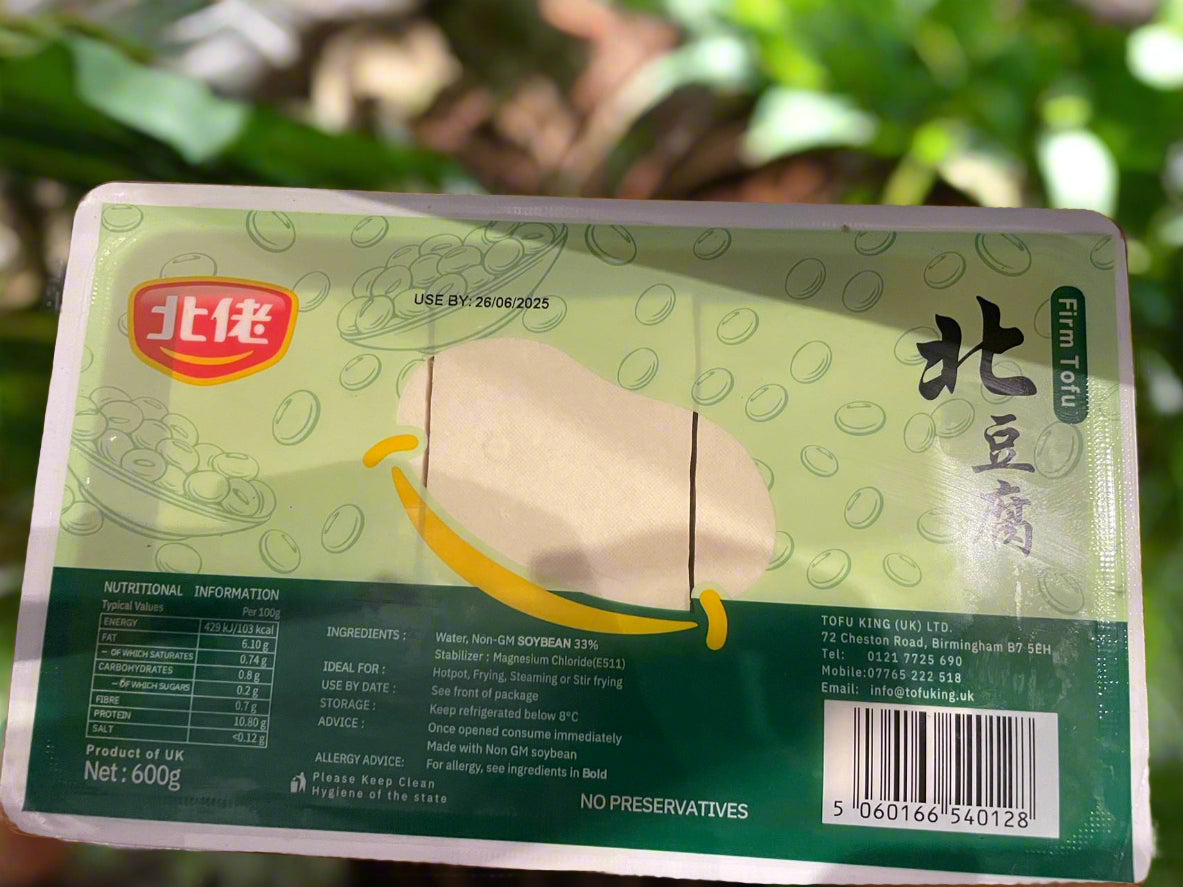 北佬
USE BY: 26/06/2025
Firm Tofu
北
豆
腐
NUTRITIONAL INFORMATION
Typical Values Per 100g
ENERGY 429 kJ/103 kcal
FAT 6.10 g
– OF WHICH SATURATES 0.74 g
CARBOHYDRATES 0.8 g
– OF WHICH SUGARS 0.2 g
FIBRE 0.7 g
PROTEIN 10.80 g
SALT <0.12 g
Product of UK
Net : 600g
INGREDIENTS : Water, Non-GM SOYBEAN 33%
Stabilizer : Magnesium Chloride(E511)
IDEAL FOR : Hotpot, Frying, Steaming or Stir frying
USE BY DATE : See front of package
STORAGE : Keep refrigerated below 8°C
ADVICE : Once opened consume immediately
Made with Non GM soybean
ALLERGY ADVICE: For allergy, see ingredients in Bold
Please Keep Clean
Hygiene of the state
NO PRESERVATIVES
TOFU KING (UK) LTD.
72 Cheston Road, Birmingham B7 5EH
Tel: 0121 7725 690
Mobile:07765 222 518
Email: info@tofuking.uk
5 060166 540128